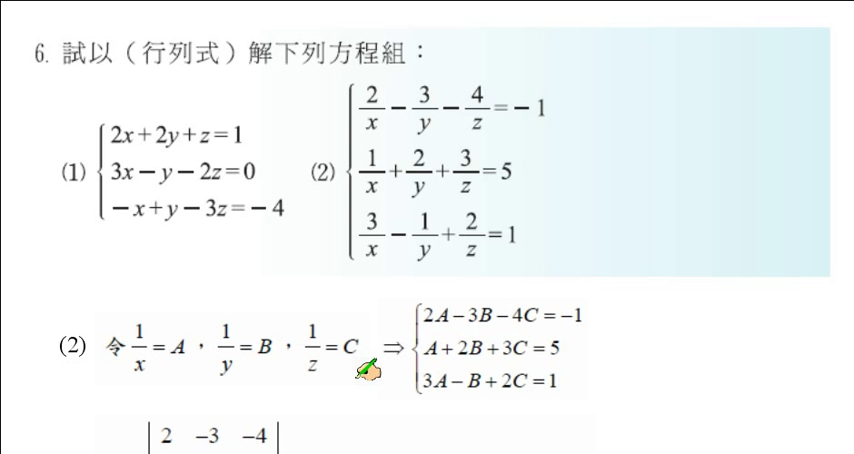 6. 試以（行列式）解下列方程組：
(1) { 2x+2y+z=1
3x－y－2z=0
－x+y－3z=－4
(2) { 2/x － 3/y － 4/z =－1
1/x + 2/y + 3/z =5
3/x － 1/y + 2/z =1
(2) 令 1/x = A ， 1/y = B ， 1/z = C ⇒ { 2A－3B－4C = －1
A+2B+3C = 5
3A－B+2C = 1
| 2 －3 －4 |